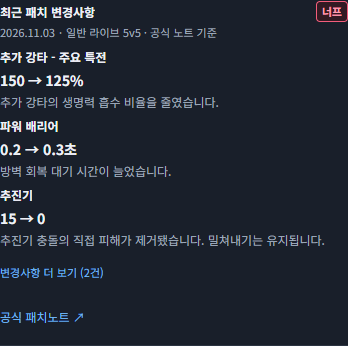 최근 패치 변경사항
너프
2026.11.03 · 일반 라이브 5v5 · 공식 노트 기준
추가 강타 - 주요 특전
150 → 125%
추가 강타의 생명력 흡수 비율을 줄였습니다.
파워 배리어
0.2 → 0.3초
방벽 회복 대기 시간이 늘었습니다.
추진기
15 → 0
추진기 충돌의 직접 피해가 제거됐습니다. 밀쳐내기는 유지됩니다.
변경사항 더 보기 (2건)
공식 패치노트 ↗